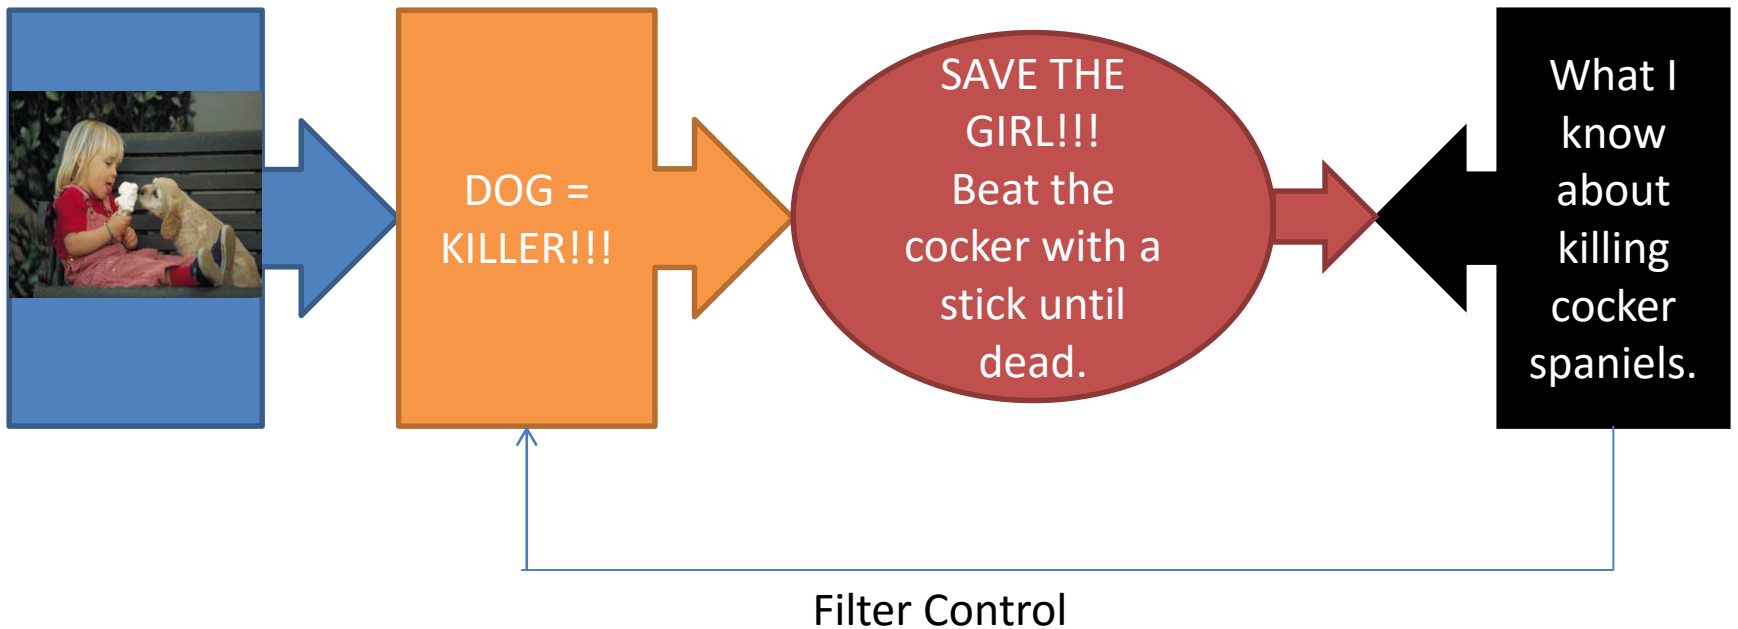 DOG =
KILLER!!!
SAVE THE
GIRL!!!
Beat the
cocker with a
stick until
dead.
What I
know
about
killing
cocker
spaniels.
Filter Control